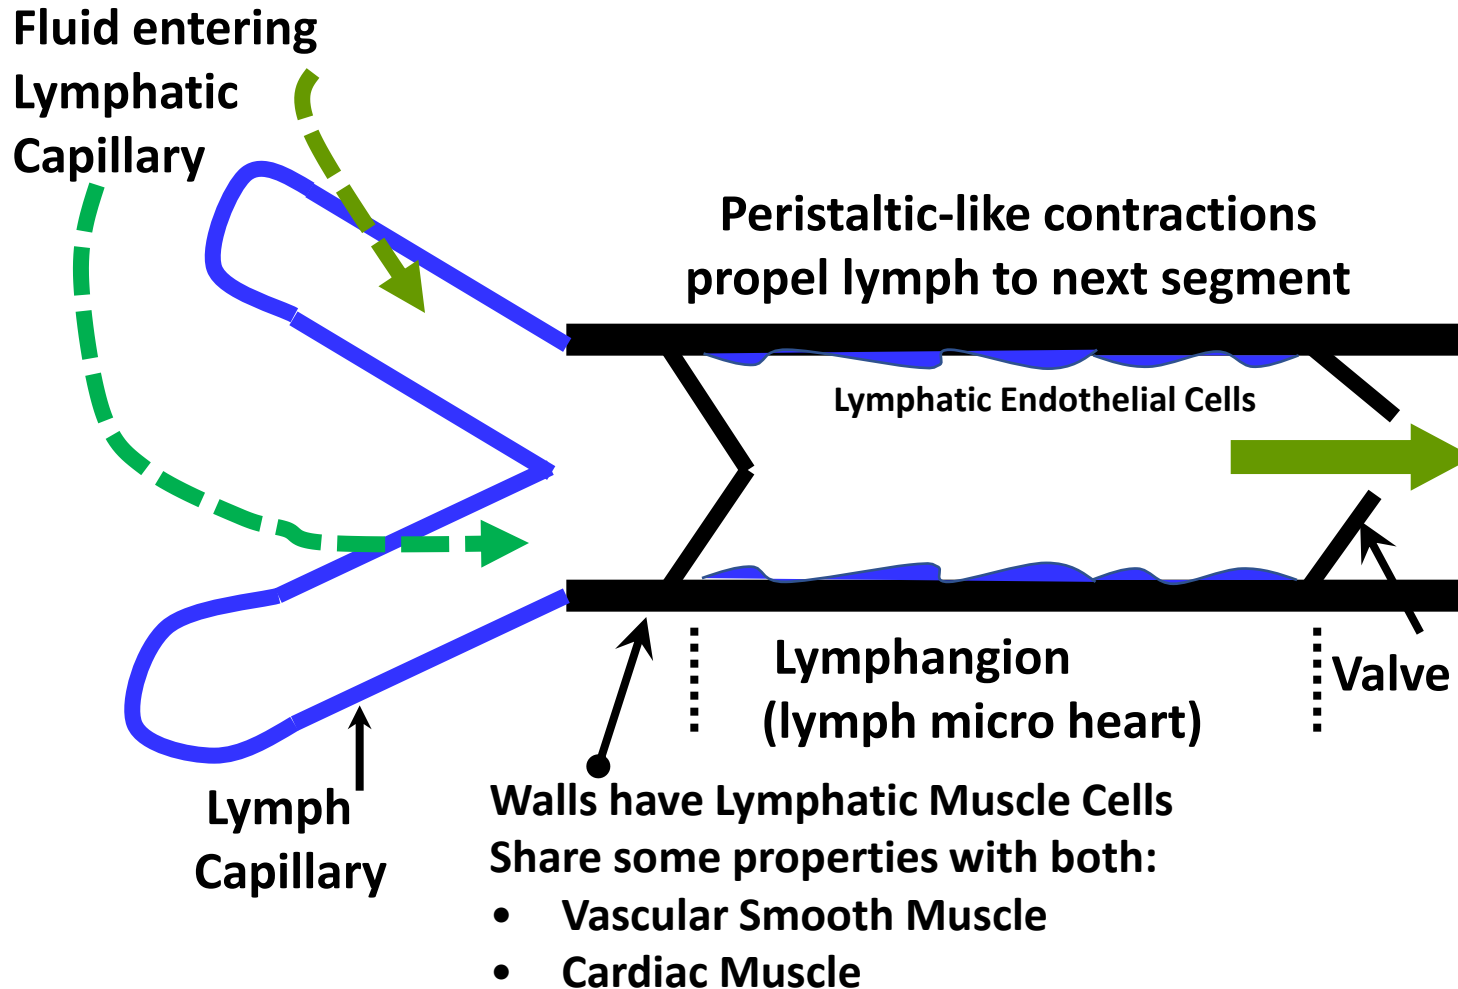 Fluid entering
Lymphatic
Capillary
Peristaltic-like contractions
propel lymph to next segment
Lymphatic Endothelial Cells
Lymphangion
(lymph micro heart)
Valve
Lymph
Capillary
Walls have Lymphatic Muscle Cells
Share some properties with both:
• Vascular Smooth Muscle
• Cardiac Muscle